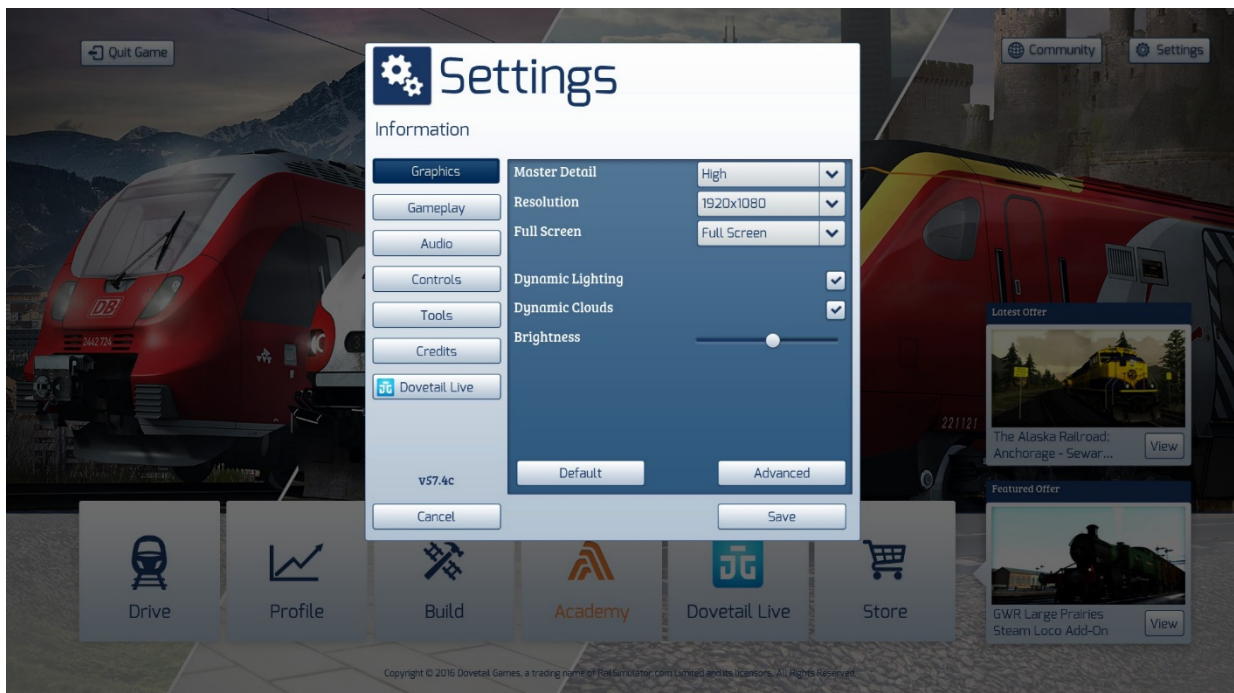 Quit Game
Community
Settings
Settings
Information
Graphics
Gameplay
Audio
Controls
Tools
Credits
Dovetail Live
v57.4c
Cancel
Master Detail
High
Resolution
1920x1080
Full Screen
Full Screen
Dynamic Lighting
Dynamic Clouds
Brightness
Default
Advanced
Save
DB
2442 724
221121
Latest Offer
The Alaska Railroad:
Anchorage - Sewar...
View
Featured Offer
GWR Large Prairies
Steam Loco Add-On
View
Drive
Profile
Build
Academy
Dovetail Live
Store
Copyright © 2016 Dovetail Games, a trading name of RailSimulator.com Limited and its licensors. All Rights Reserved.